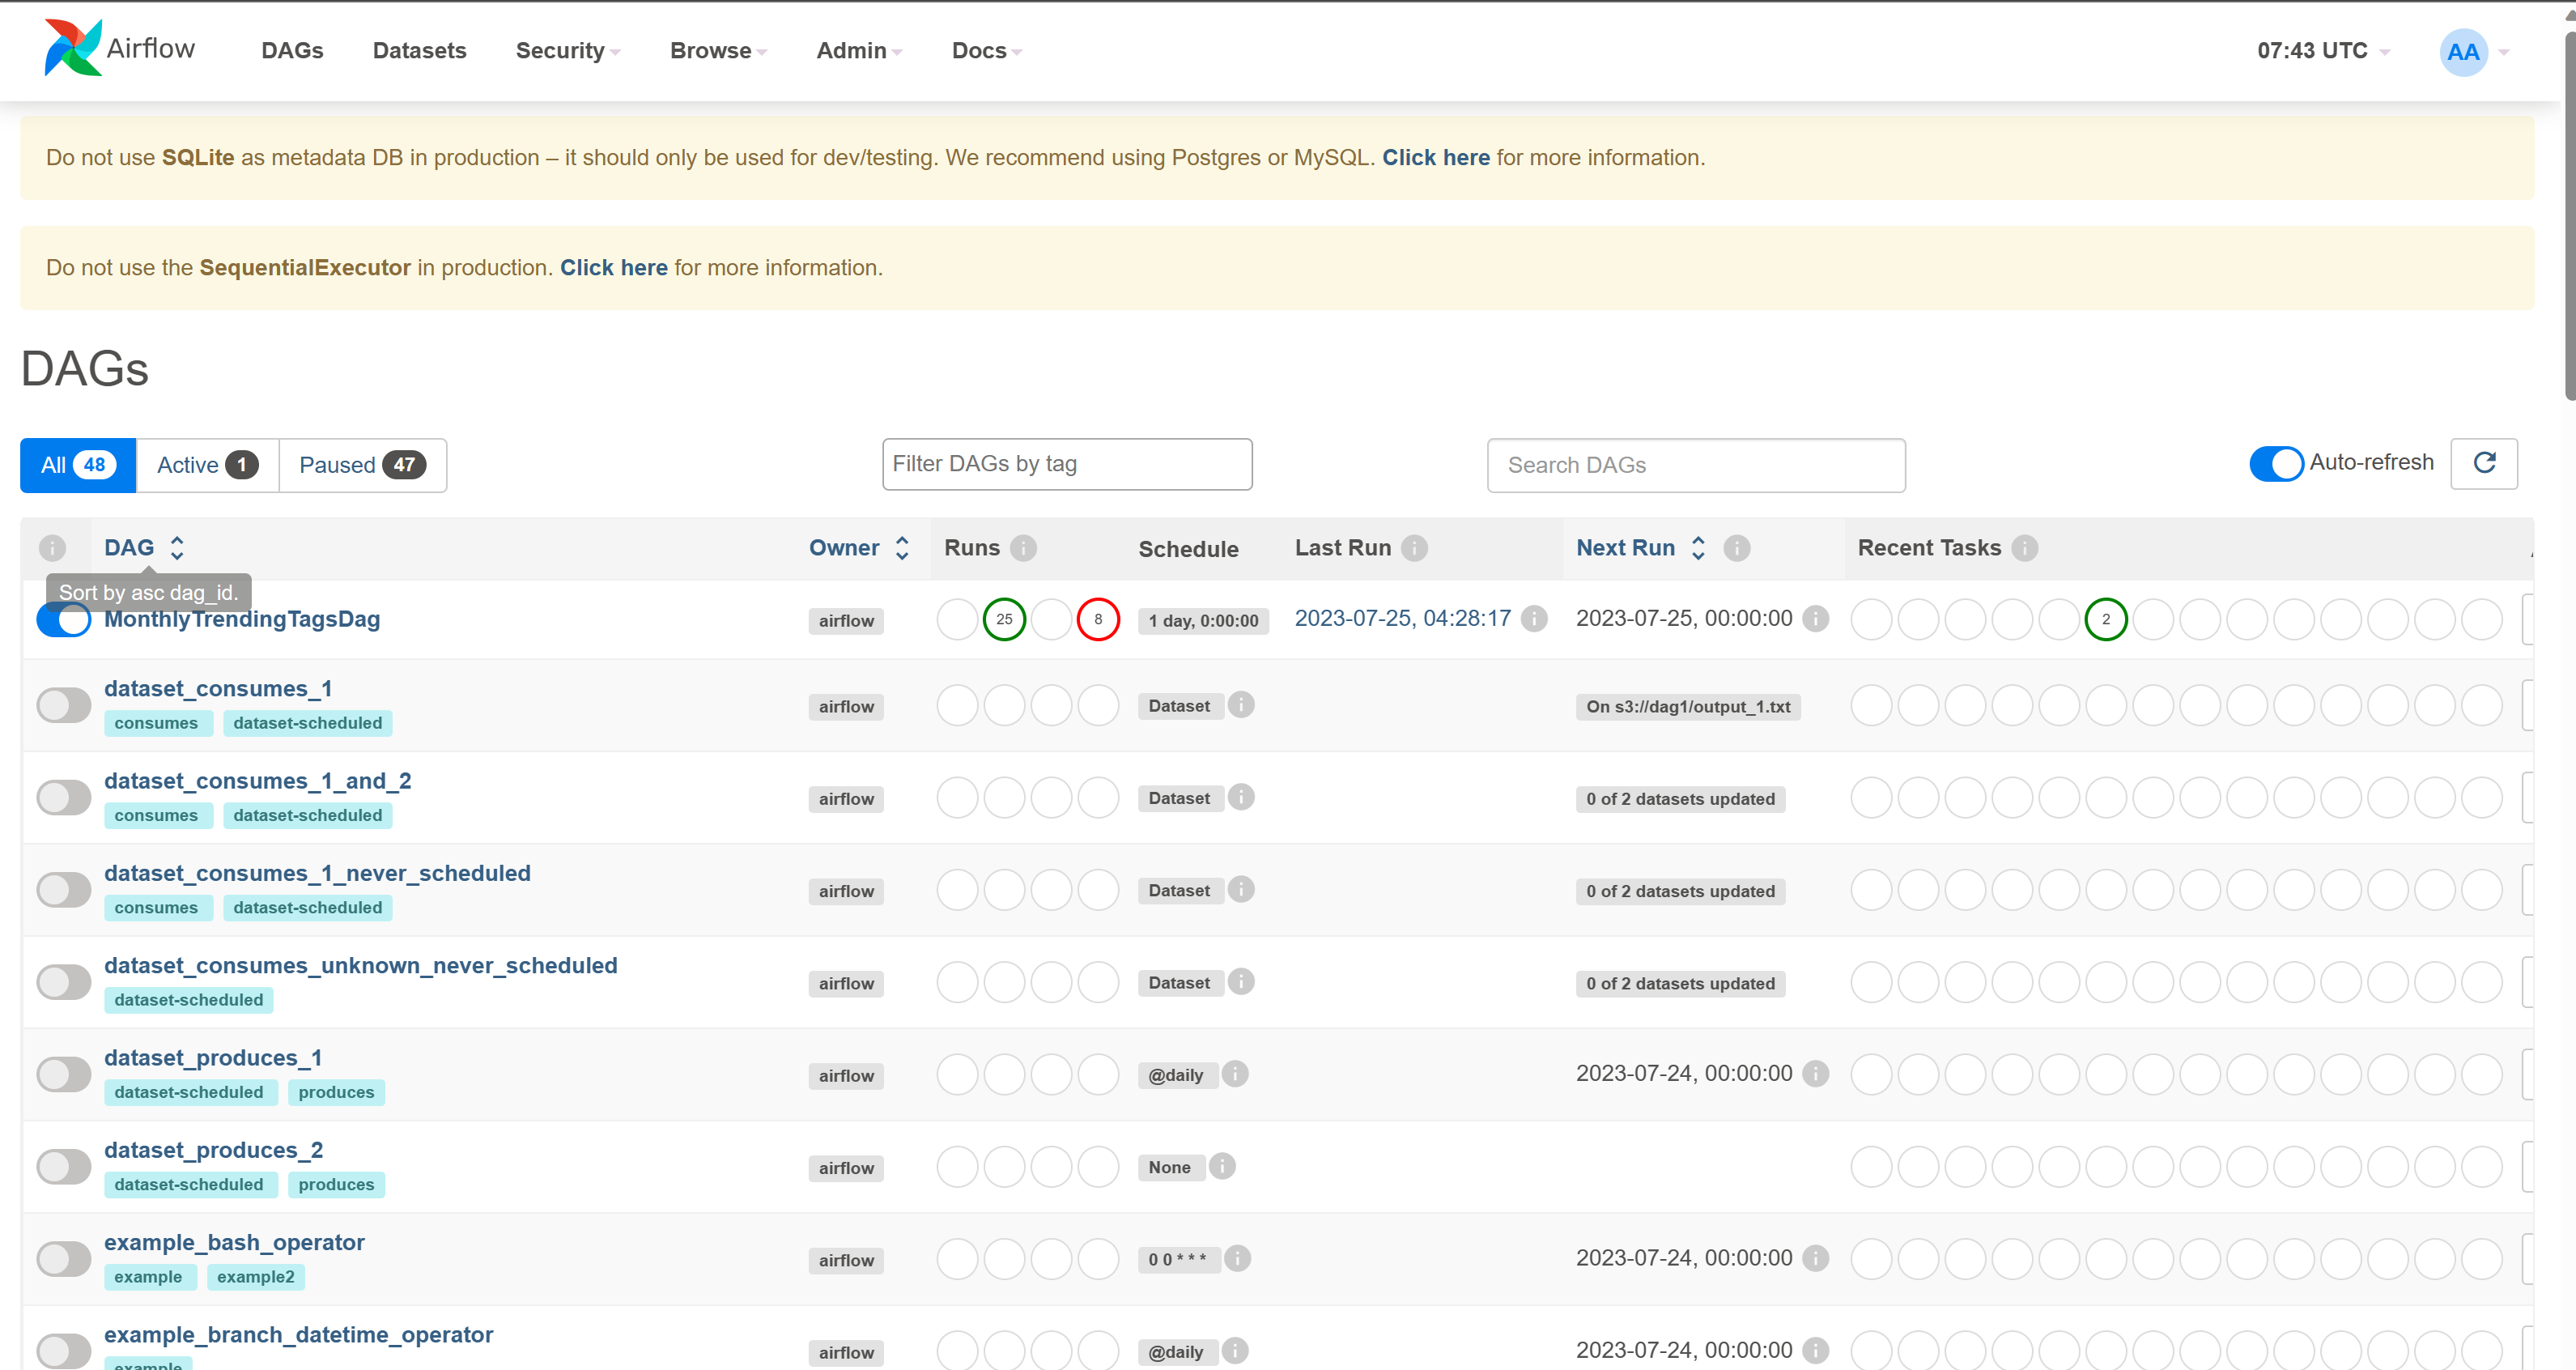 Airflow DAGs Datasets Security Browse Admin Docs 07:43 UTC AA
Do not use SQLite as metadata DB in production – it should only be used for dev/testing. We recommend using Postgres or MySQL. Click here for more information.
Do not use the SequentialExecutor in production. Click here for more information.
DAGs
All 48 Active 1 Paused 47 Filter DAGs by tag Search DAGs Auto-refresh
DAG Owner Runs Schedule Last Run Next Run Recent Tasks
Sort by asc dag_id.
MonthlyTrendingTagsDag airflow 25 8 1 day, 0:00:00 2023-07-25, 04:28:17 2023-07-25, 00:00:00 2
dataset_consumes_1
airflow Dataset On s3://dag1/output_1.txt
consumes dataset-scheduled
dataset_consumes_1_and_2
airflow Dataset 0 of 2 datasets updated
consumes dataset-scheduled
dataset_consumes_1_never_scheduled
airflow Dataset 0 of 2 datasets updated
consumes dataset-scheduled
dataset_consumes_unknown_never_scheduled
airflow Dataset 0 of 2 datasets updated
dataset-scheduled
dataset_produces_1
airflow @daily 2023-07-24, 00:00:00
dataset-scheduled produces
dataset_produces_2
airflow None
dataset-scheduled produces
example_bash_operator
airflow 0 0 * * * 2023-07-24, 00:00:00
example example2
example_branch_datetime_operator
airflow @daily 2023-07-24, 00:00:00
example